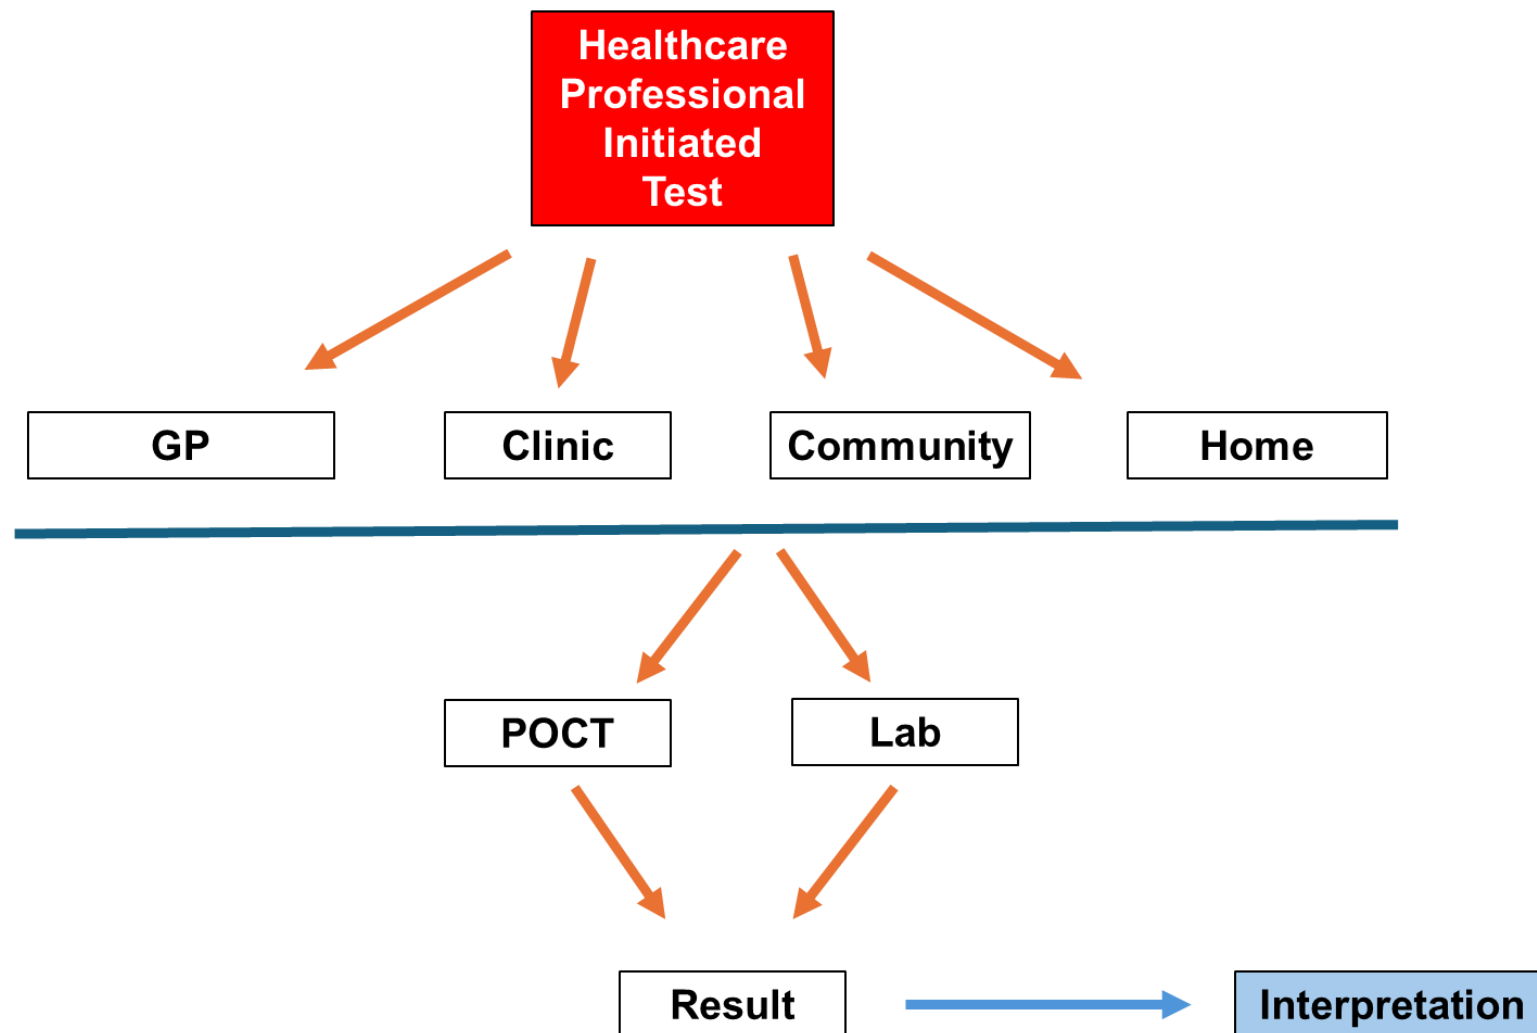 Healthcare
Professional
Initiated
Test
GP
Clinic
Community
Home
POCT
Lab
Result
Interpretation